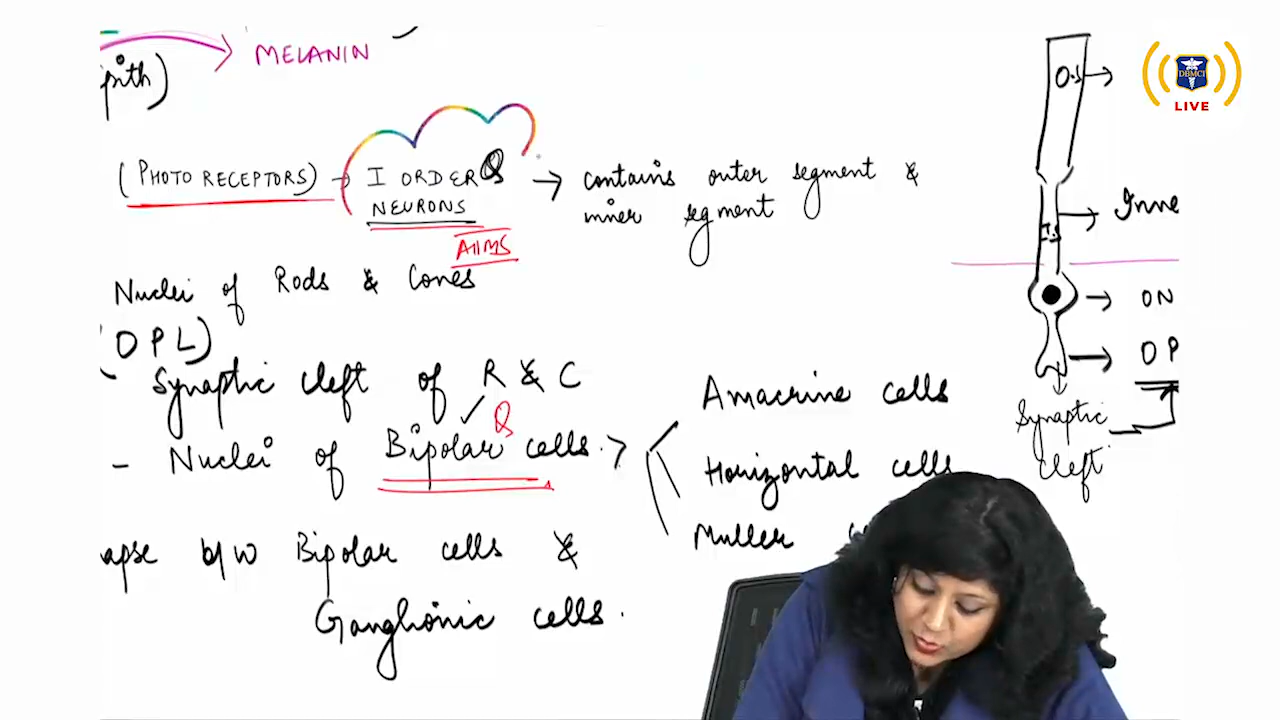 MELANIN
pith)
(PHOTO RECEPTORS) → I ORDER Q → contains outer segment &
NEURONS inner segment
AIIMS
Nuclei of Rods & Cones
(OPL)
- Synaptic cleft of R & C
Q
- Nuclei of Bipolar cells. →
Amacrine cells
Horizontal cells
Muller
apse b/w Bipolar cells &
Ganglionic cells.
O.S →
I.S → Inne
→ ON
→ OP
Synaptic
cleft
DBMCI
LIVE